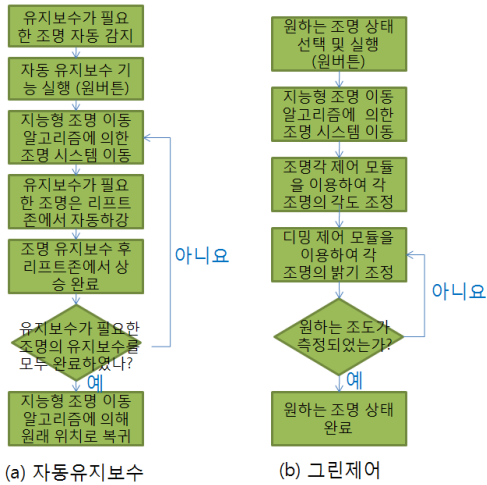 유지보수가 필요
한 조명 자동 감지
자동 유지보수 기
능 실행 (원버튼)
지능형 조명 이동
알고리즘에 의한
조명 시스템 이동
유지보수가 필요
한 조명은 리프트
존에서 자동하강
조명 유지보수 후
리프트존에서 상
승 완료
유지보수가 필요한
조명의 유지보수를
모두 완료하였나?
아니요
예
지능형 조명 이동
알고리즘에 의해
원래 위치로 복귀
(a) 자동유지보수
원하는 조명 상태
선택 및 실행
(원버튼)
지능형 조명 이동
알고리즘에 의한
조명 시스템 이동
조명각 제어 모듈
을 이용하여 각
조명의 각도 조정
디밍 제어 모듈을
이용하여 각
조명의 밝기 조정
원하는 조도가
측정되었는가?
아니요
예
원하는 조명 상태
완료
(b) 그린제어